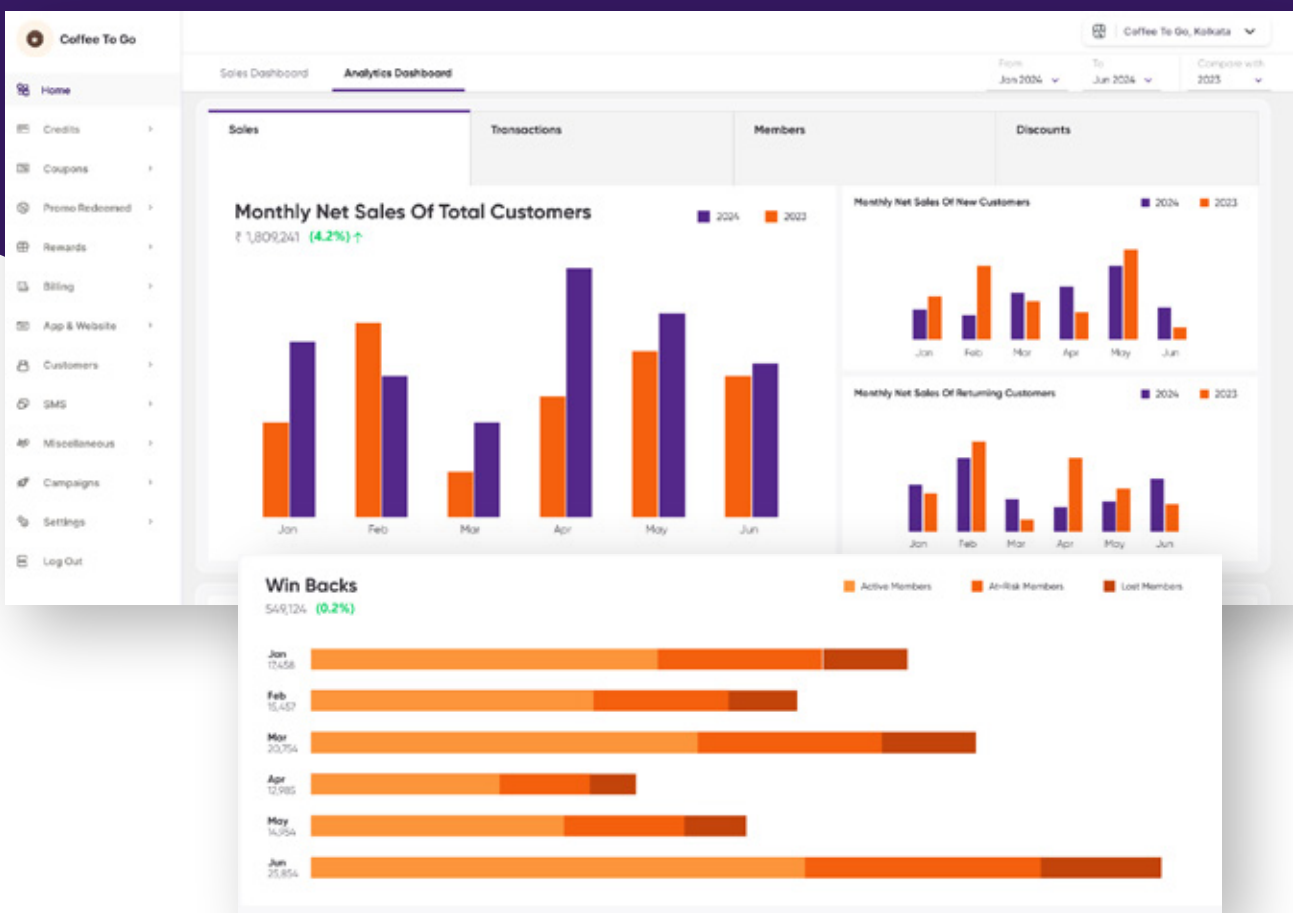 Coffee To Go
Coffee To Go, Kolkata
Home
Credits
Coupons
Promo Redeemed
Rewards
Billing
App & Website
Customers
SMS
Miscellaneous
Campaigns
Settings
Log Out
Sales Dashboard
Analytics Dashboard
From
Jan 2024
To
Jun 2024
Compare with
2023
Sales
Transactions
Members
Discounts
Monthly Net Sales Of Total Customers
₹ 1,809,241 (4.2%) ↑
2024
2023
Jan Feb Mar Apr May Jun
Monthly Net Sales Of New Customers
2024
2023
Jan Feb Mar Apr May Jun
Monthly Net Sales Of Returning Customers
2024
2023
Jan Feb Mar Apr May Jun
Win Backs
549,124 (0.2%)
Active Members
At-Risk Members
Lost Members
Jan
17,458
Feb
15,457
Mar
20,754
Apr
12,985
May
14,954
Jun
25,854